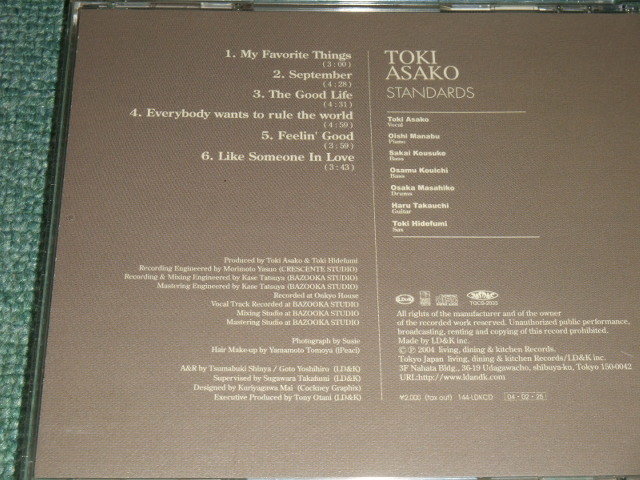 1. My Favorite Things
(3:00)
2. September
(4:28)
3. The Good Life
(4:31)
4. Everybody wants to rule the world
(4:59)
5. Feelin' Good
(3:59)
6. Like Someone In Love
(3:43)
Produced by Toki Asako & Toki Hidefumi
Recording Engineered by Morimoto Yasuo (CRESCENTE STUDIO)
Recording & Mixing Engineered by Kase Tatsuya (BAZOOKA STUDIO)
Mastering Engineered by Kase Tatsuya (BAZOOKA STUDIO)
Recorded at Onkyo House
Vocal Track Recorded at BAZOOKA STUDIO
Mixing Studio at BAZOOKA STUDIO
Mastering Studio at BAZOOKA STUDIO
Photograph by Susie
Hair Make-up by Yamamoto Tomoyu (Peaci)
A&R by Tsumabuki Shinya / Goto Yoshihiro (LD&K)
Supervised by Sugawara Takafumi (LD&K)
Designed by Kuriyagawa Mai (Cockney Graphix)
Executive Produced by Tony Otani (LD&K)
TOKI
ASAKO
STANDARDS
Toki Asako
Vocal
Oishi Manabu
Piano
Sakai Kousuke
Bass
Osamu Kouichi
Bass
Osaka Masahiko
Drums
Haru Takauchi
Guitar
Toki Hidefumi
Sax
LD&K
All rights of the manufacturer and of the owner
of the recorded work reserved. Unauthorized public performance,
broadcasting, renting and copying of this record prohibited.
Made by LD&K inc.
© ℗ 2004 living, dining & kitchen Records
Tokyo Japan living, dining & kitchen Records/LD&K inc.
3F Nahata Bldg., 36-19 Udagawacho, shibuya-ku, Tokyo 150-0042
URL:http://www.ldandk.com
¥2,000 (tax out) 144-LDKCD 04・02・25